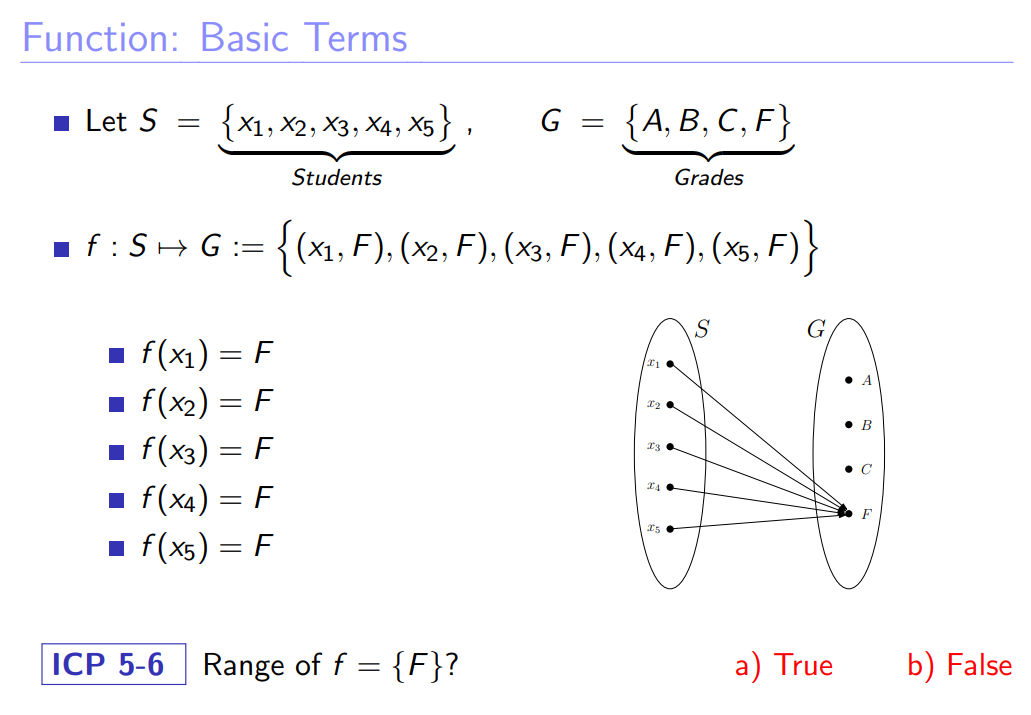 Function: Basic Terms
Let S = {x₁, x₂, x₃, x₄, x₅} , G = {A, B, C, F}
Students Grades
f : S ↦ G := {(x₁, F), (x₂, F), (x₃, F), (x₄, F), (x₅, F)}
f(x₁) = F
f(x₂) = F
f(x₃) = F
f(x₄) = F
f(x₅) = F
S G
x₁
A
x₂
B
x₃
C
x₄
F
x₅
ICP 5-6 Range of f = {F}? a) True b) False